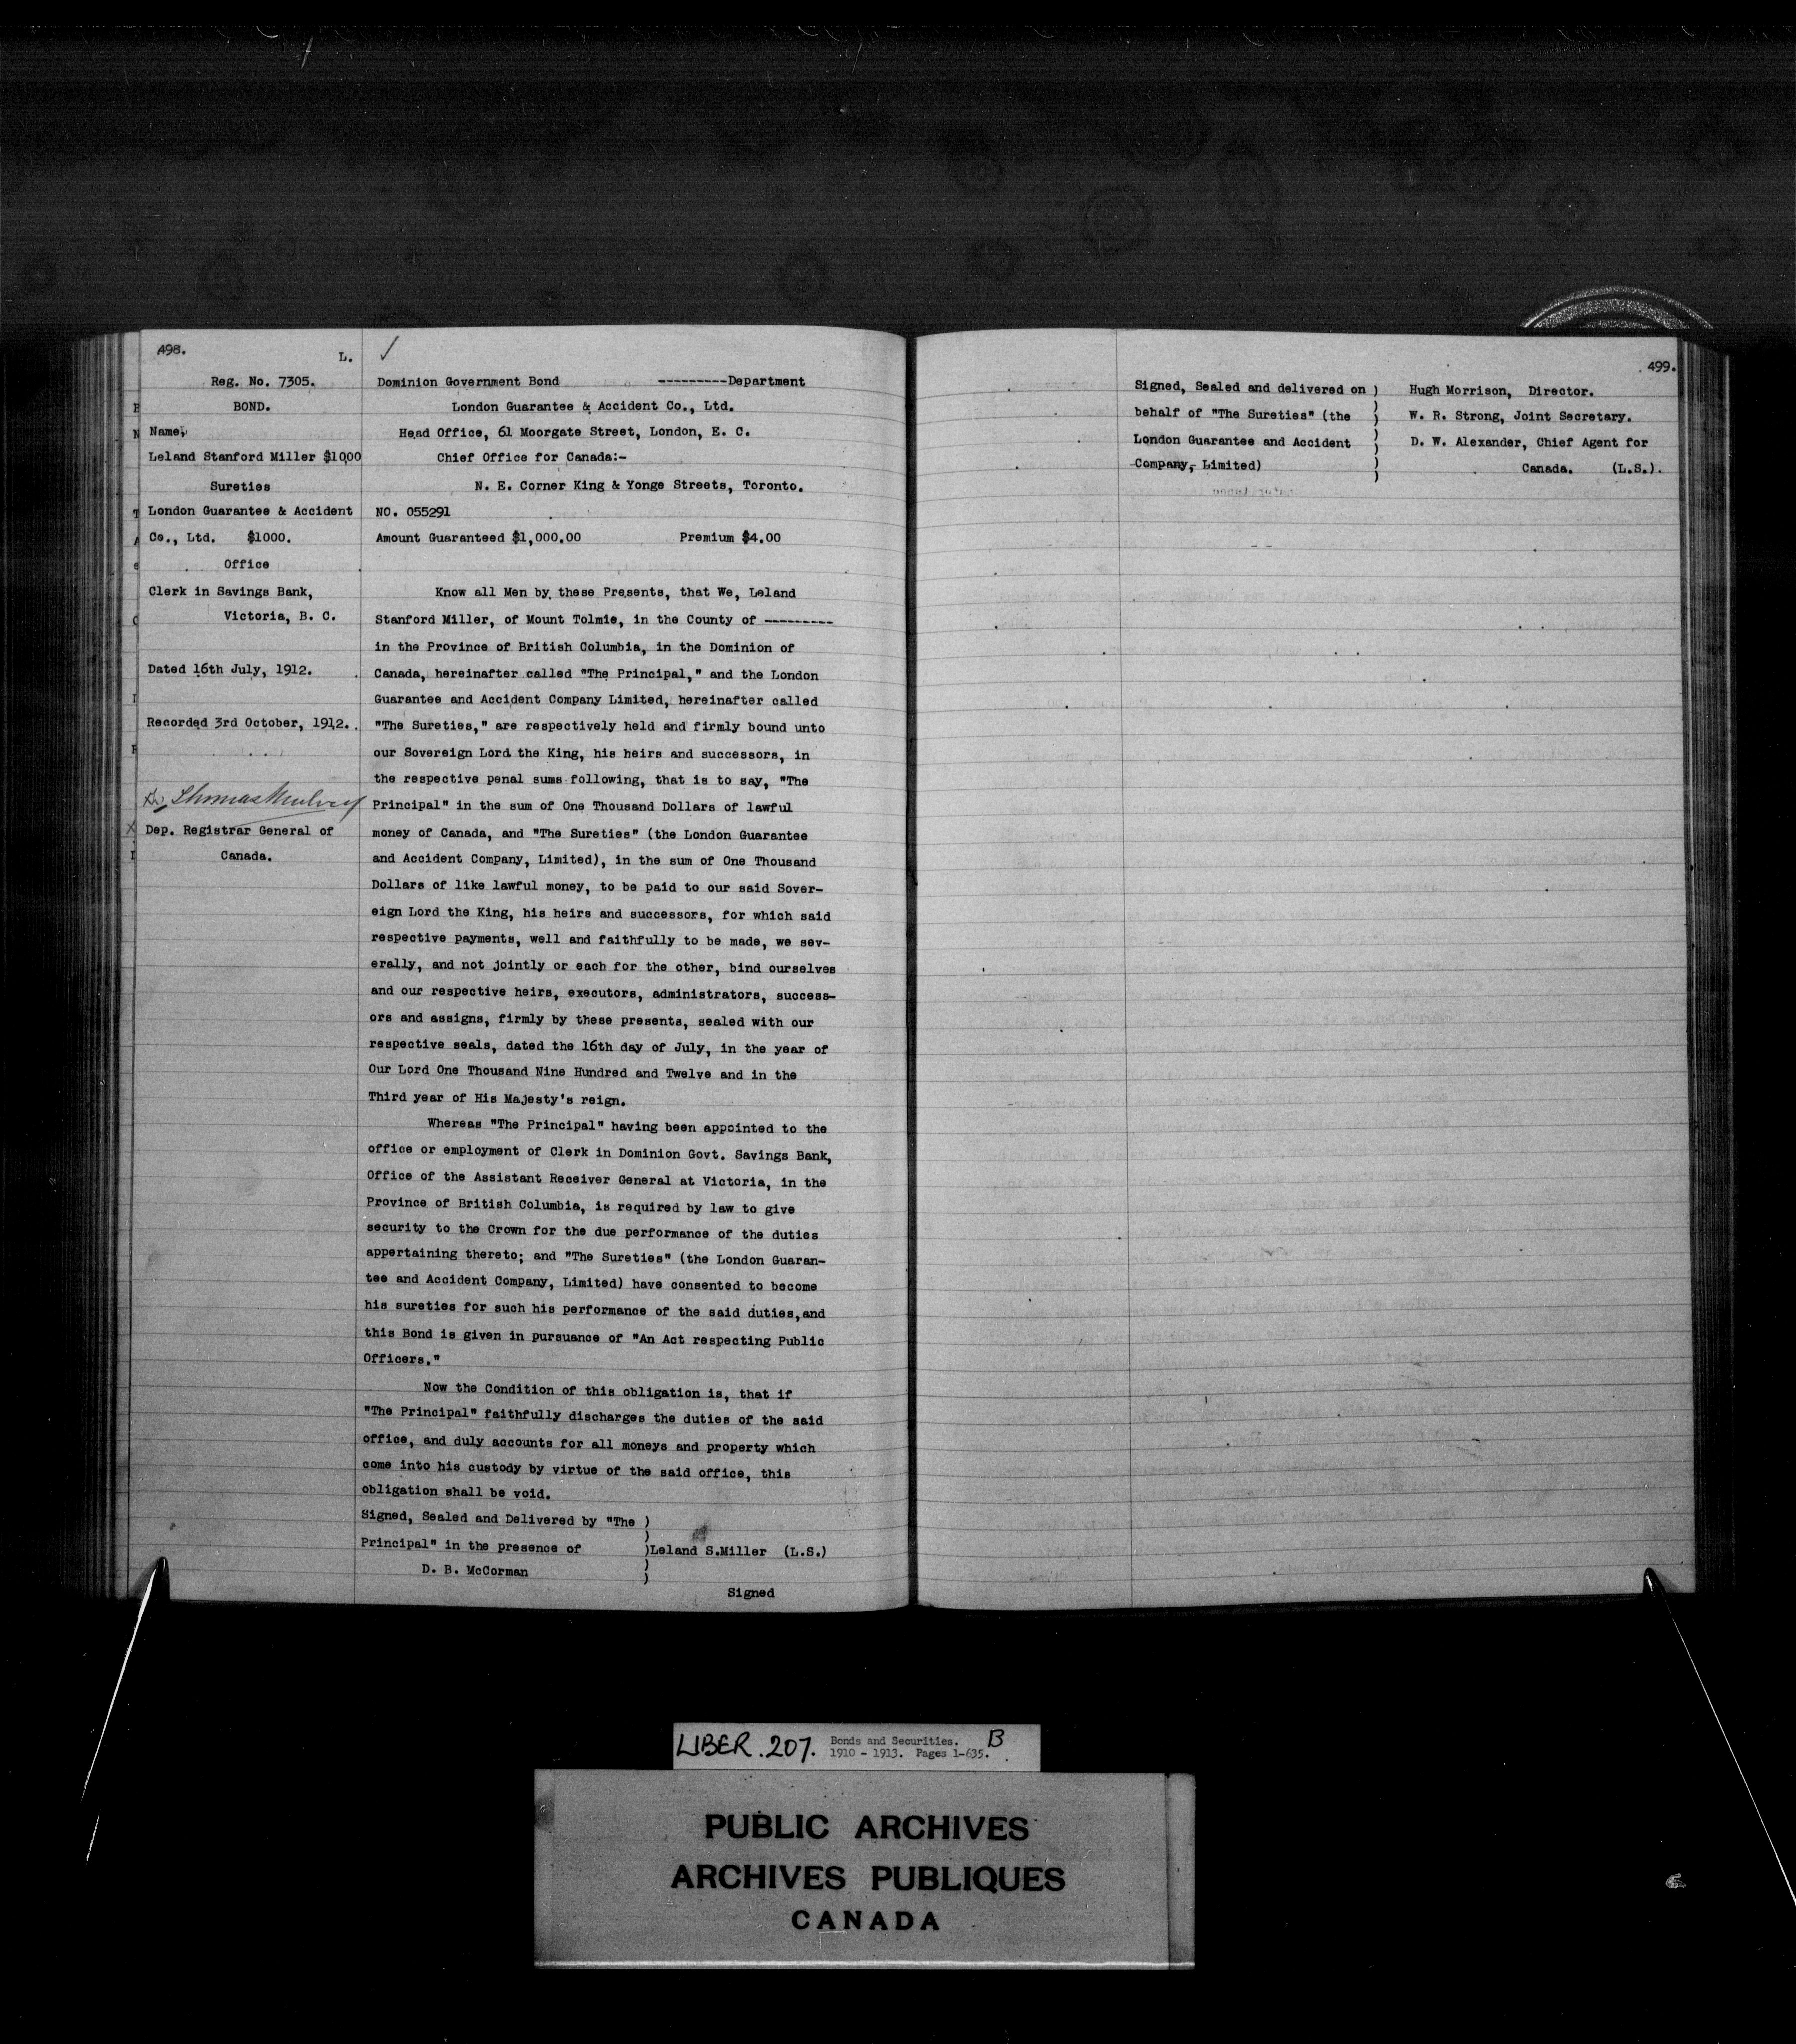 498.
L.
Reg. No. 7305.
BOND.
Name,
Leland Stanford Miller $1000
Sureties
London Guarantee & Accident
Co., Ltd. $1000.
Office
Clerk in Savings Bank,
Victoria, B. C.
Dated 16th July, 1912.
Recorded 3rd October, 1912.
Thomas Mulvey
Dep. Registrar General of
Canada.
Dominion Government Bond ---------Department
London Guarantee & Accident Co., Ltd.
Head Office, 61 Moorgate Street, London, E. C.
Chief Office for Canada:-
N. E. Corner King & Yonge Streets, Toronto.
NO. 055291
Amount Guaranteed $1,000.00 Premium $4.00
Know all Men by these Presents, that We, Leland
Stanford Miller, of Mount Tolmie, in the County of ---------
in the Province of British Columbia, in the Dominion of
Canada, hereinafter called "The Principal," and the London
Guarantee and Accident Company Limited, hereinafter called
"The Sureties," are respectively held and firmly bound unto
our Sovereign Lord the King, his heirs and successors, in
the respective penal sums following, that is to say, "The
Principal" in the sum of One Thousand Dollars of lawful
money of Canada, and "The Sureties" (the London Guarantee
and Accident Company, Limited), in the sum of One Thousand
Dollars of like lawful money, to be paid to our said Sover-
eign Lord the King, his heirs and successors, for which said
respective payments, well and faithfully to be made, we sev-
erally, and not jointly or each for the other, bind ourselves
and our respective heirs, executors, administrators, success-
ors and assigns, firmly by these presents, sealed with our
respective seals, dated the 16th day of July, in the year of
Our Lord One Thousand Nine Hundred and Twelve and in the
Third year of His Majesty's reign.
Whereas "The Principal" having been appointed to the
office or employment of Clerk in Dominion Govt. Savings Bank,
Office of the Assistant Receiver General at Victoria, in the
Province of British Columbia, is required by law to give
security to the Crown for the due performance of the duties
appertaining thereto; and "The Sureties" (the London Guaran-
tee and Accident Company, Limited) have consented to become
his sureties for such his performance of the said duties,and
this Bond is given in pursuance of "An Act respecting Public
Officers."
Now the Condition of this obligation is, that if
"The Principal" faithfully discharges the duties of the said
office, and duly accounts for all moneys and property which
come into his custody by virtue of the said office, this
obligation shall be void.
Signed, Sealed and Delivered by "The )
Principal" in the presence of )Leland S.Miller (L.S.)
D. B. McCorman )
Signed
499.
Signed, Sealed and delivered on ) Hugh Morrison, Director.
behalf of "The Sureties" (the ) W. R. Strong, Joint Secretary.
London Guarantee and Accident ) D. W. Alexander, Chief Agent for
Company, Limited) ) Canada. (L.S.).
LIBER. 207. Bonds and Securities. B
1910 - 1913. Pages 1-635.
PUBLIC ARCHIVES
ARCHIVES PUBLIQUES
CANADA